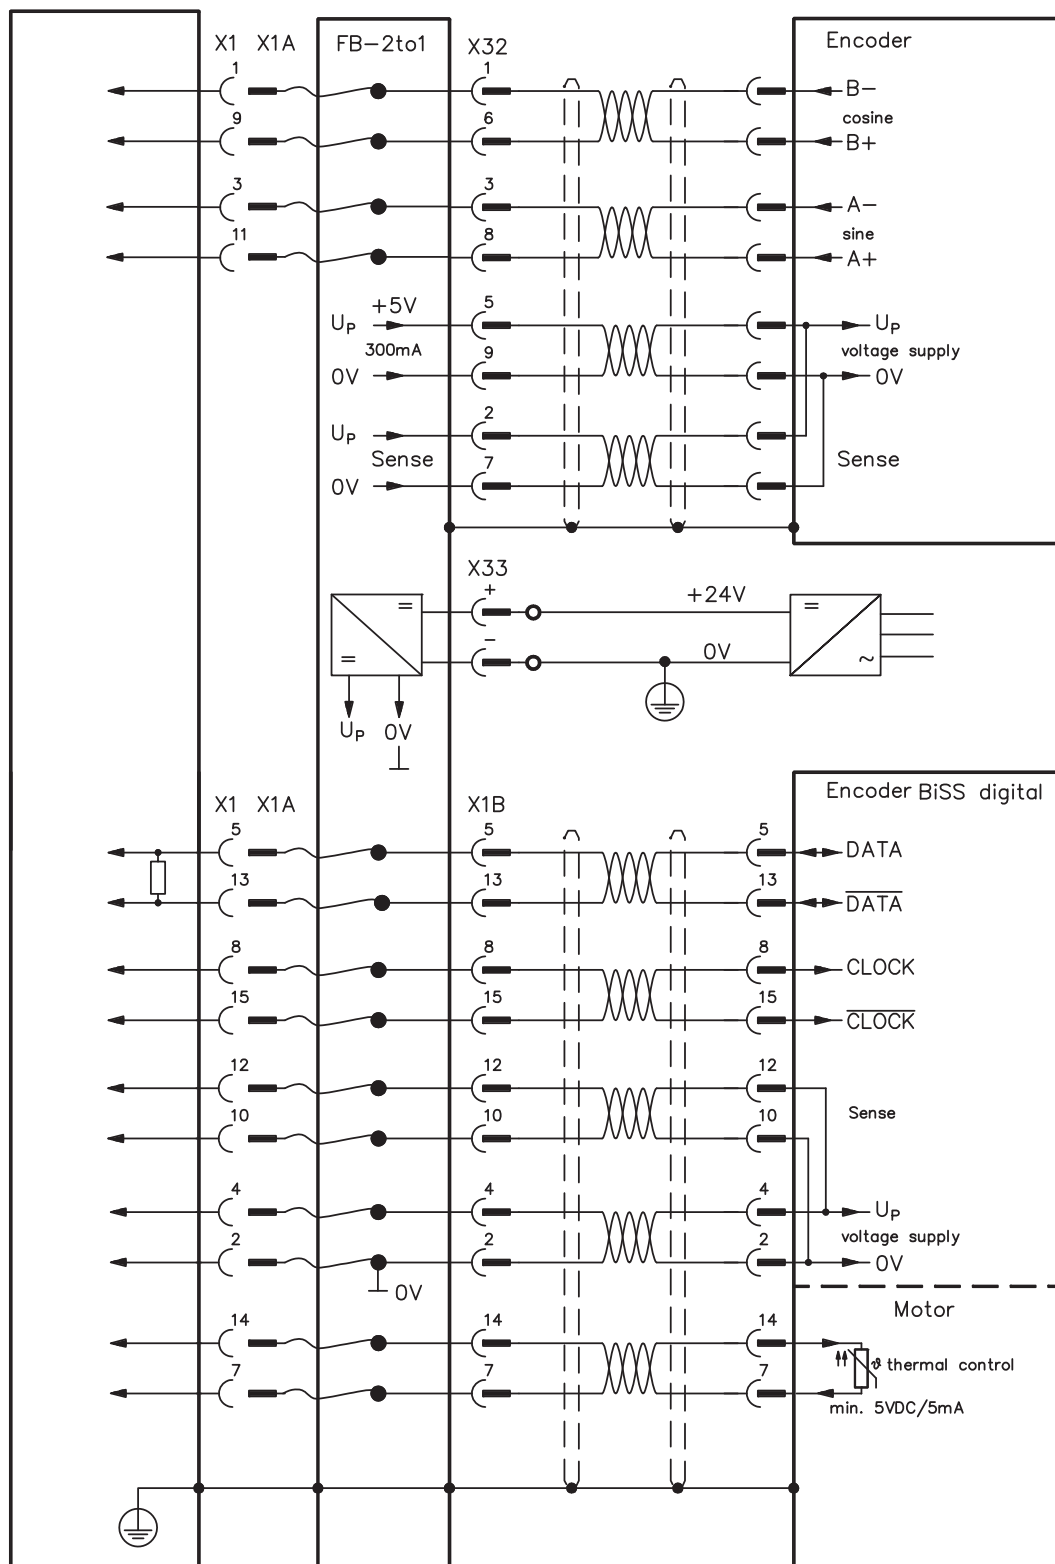 X1 X1A FB-2to1 X32 Encoder
1 1 B-
cosine
9 6 B+
3 3 A-
sine
11 8 A+
+5V 5
UP UP
300mA 9 voltage supply
0V 0V
2
UP
Sense 7 Sense
0V
X33
+ +24V
=
- 0V
= ~
UP 0V
X1 X1A X1B Encoder BiSS digital
5 5 5 DATA
13 13 13 DATA
8 8 8 CLOCK
15 15 15 CLOCK
12 12 12
Sense
10 10 10
4 4 4 UP
voltage supply
2 2 2 0V
0V
Motor
14 14 14
ϑ thermal control
7 7 7
min. 5VDC/5mA